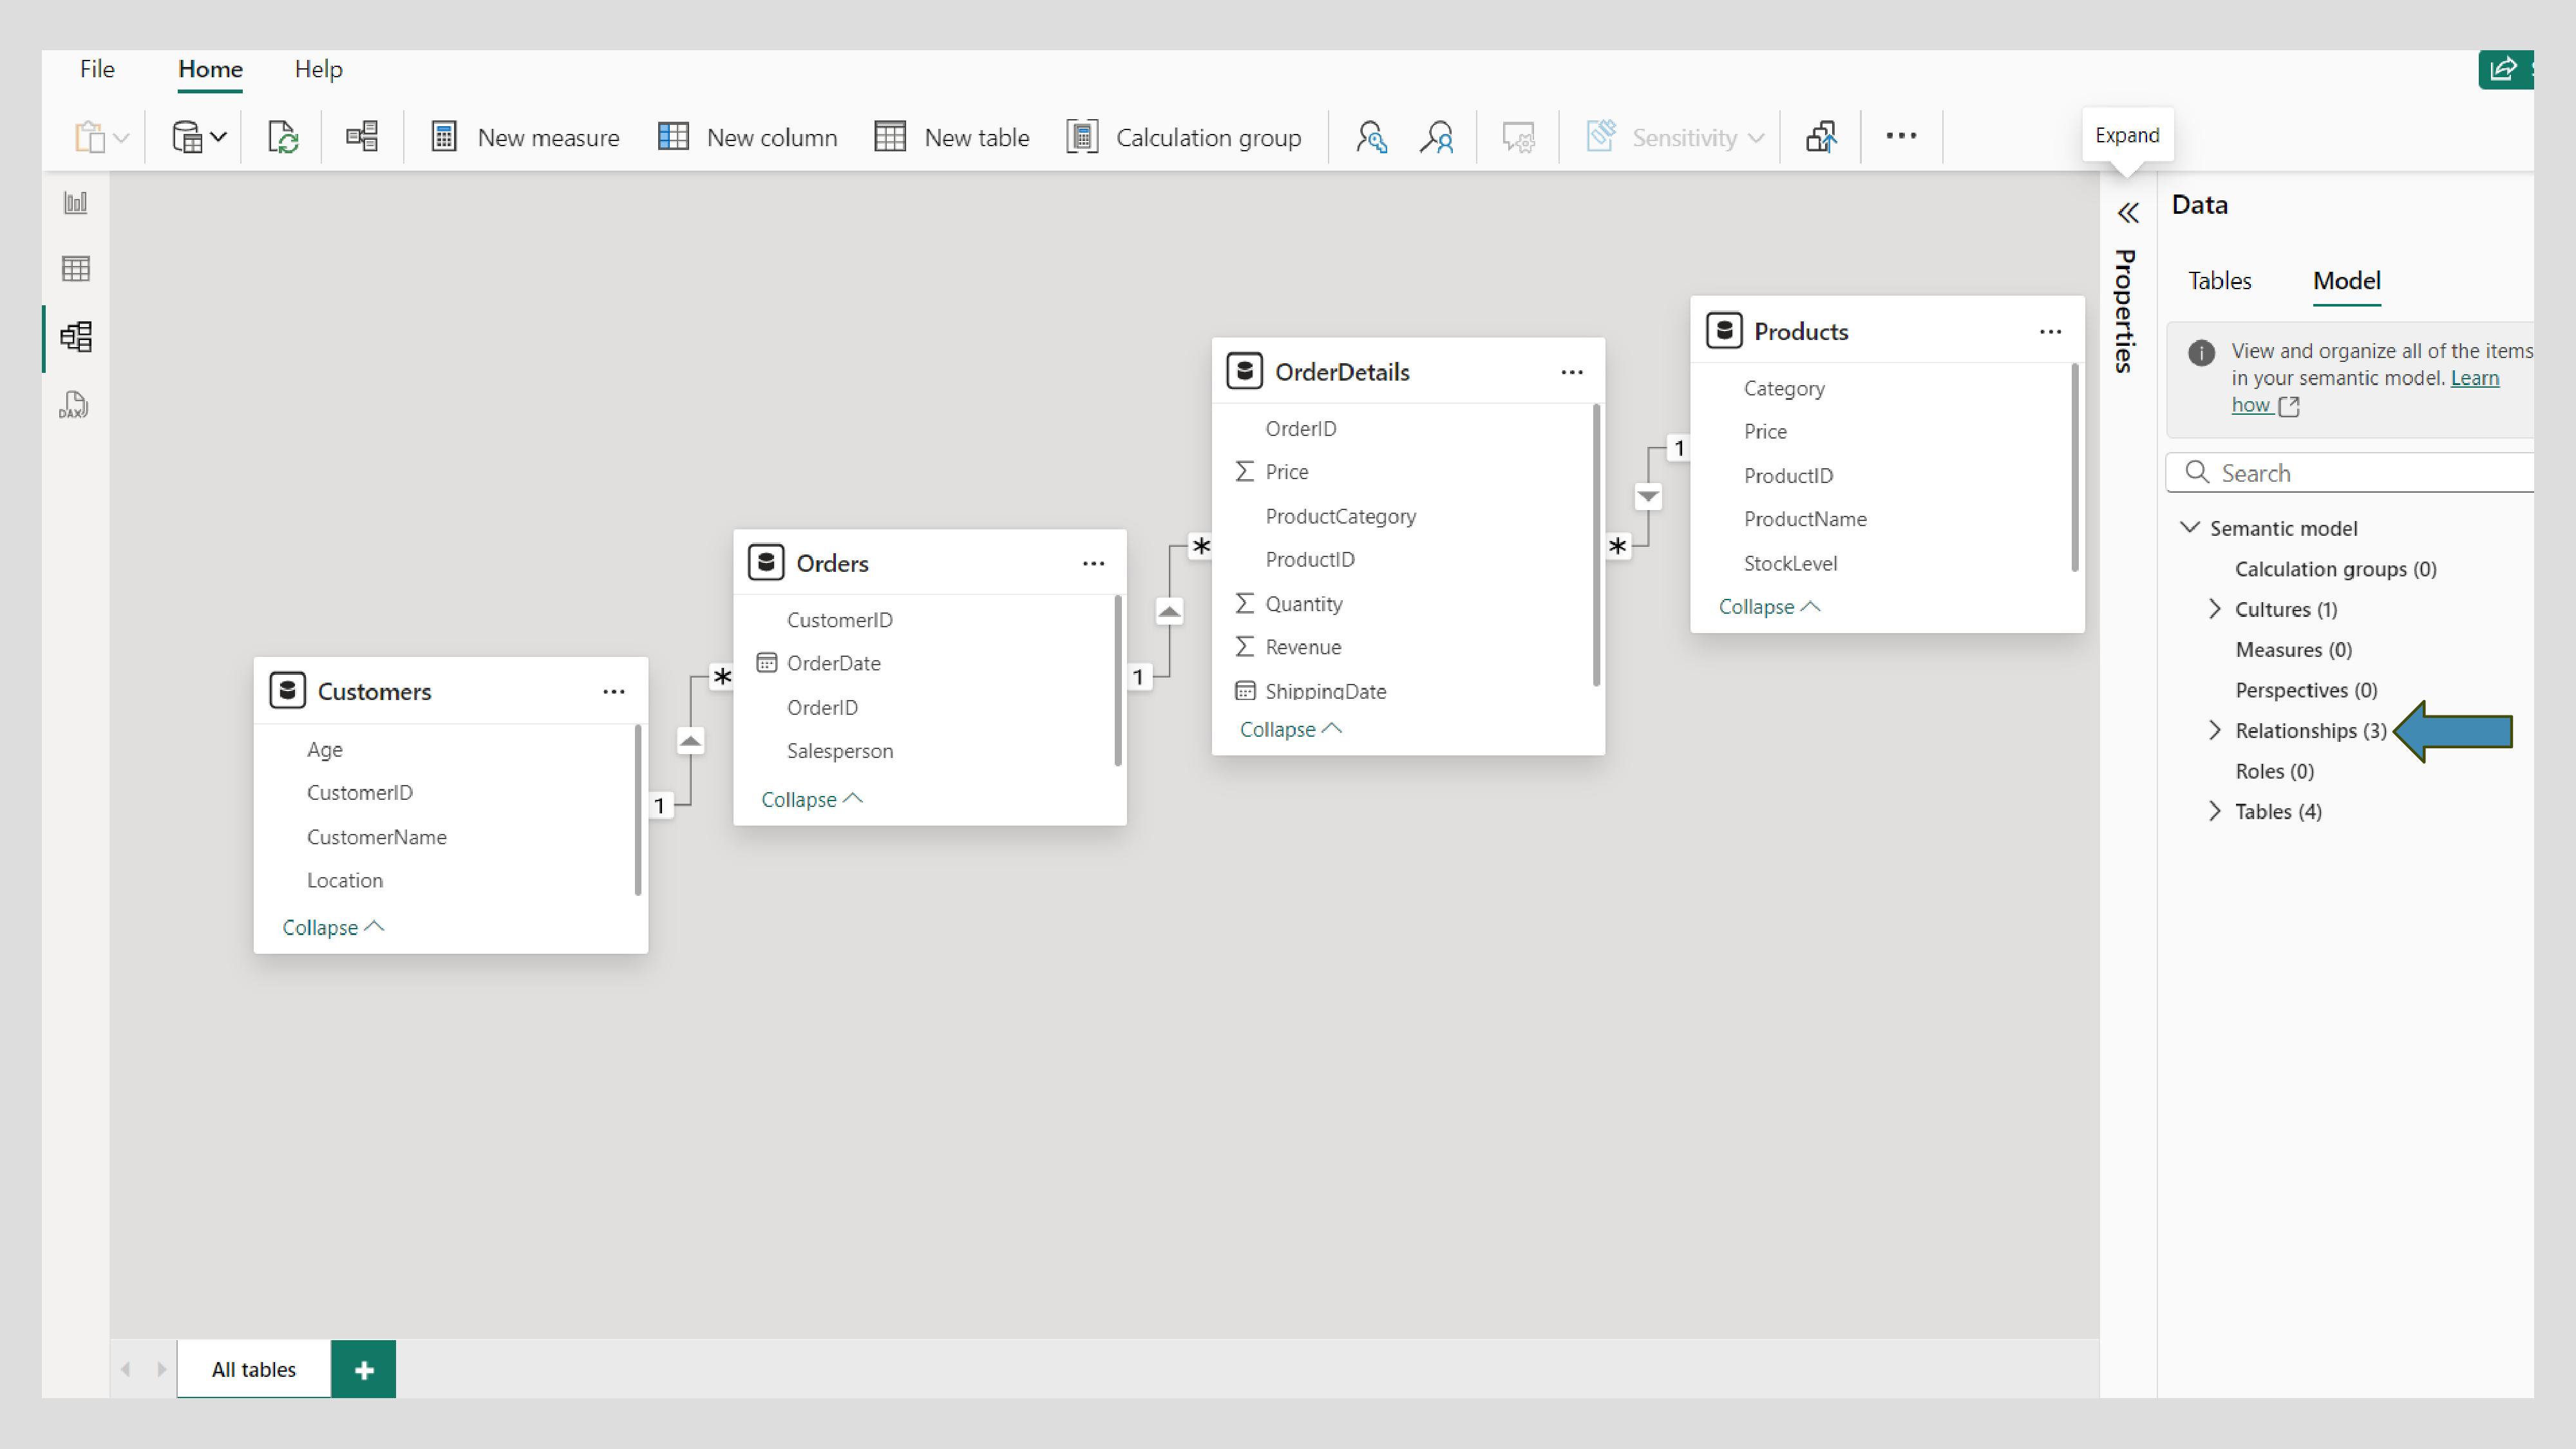 File Home Help
New measure New column New table Calculation group Sensitivity
Expand
DAX
Customers
Age
CustomerID
CustomerName
Location
Collapse
1
*
Orders
CustomerID
OrderDate
OrderID
Salesperson
Collapse
1
*
OrderDetails
OrderID
Price
ProductCategory
ProductID
Quantity
Revenue
ShippingDate
Collapse
*
1
Products
Category
Price
ProductID
ProductName
StockLevel
Collapse
Properties
Data
Tables Model
View and organize all of the items
in your semantic model. Learn
how
Search
Semantic model
Calculation groups (0)
Cultures (1)
Measures (0)
Perspectives (0)
Relationships (3)
Roles (0)
Tables (4)
All tables